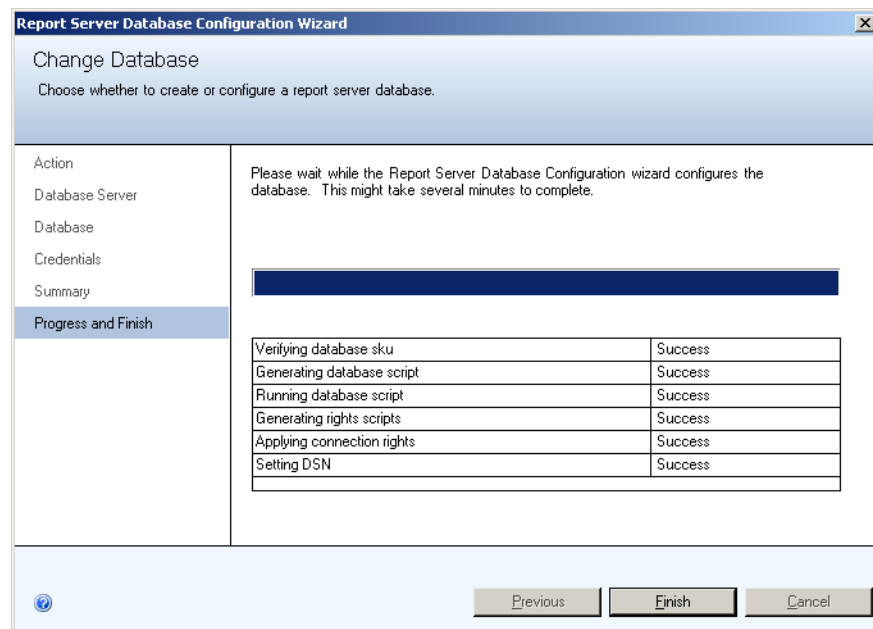 Report Server Database Configuration Wizard
Change Database
Choose whether to create or configure a report server database.
Action
Database Server
Database
Credentials
Summary
Progress and Finish
Please wait while the Report Server Database Configuration wizard configures the
database. This might take several minutes to complete.
Verifying database sku Success
Generating database script Success
Running database script Success
Generating rights scripts Success
Applying connection rights Success
Setting DSN Success
Previous Finish Cancel